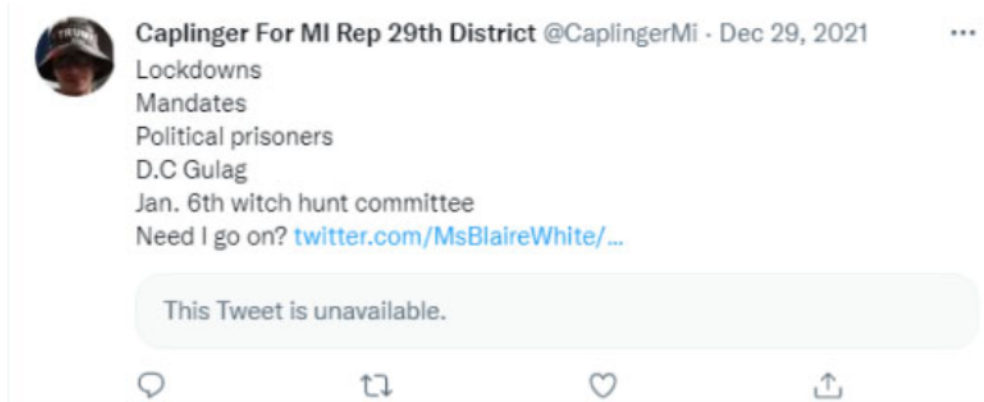 Caplinger For MI Rep 29th District @CaplingerMi · Dec 29, 2021
Lockdowns
Mandates
Political prisoners
D.C Gulag
Jan. 6th witch hunt committee
Need I go on? twitter.com/MsBlaireWhite/...
This Tweet is unavailable.